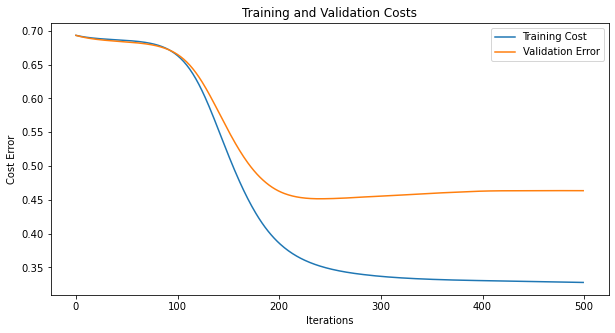 Training and Validation Costs
Training Cost
Validation Error
Cost Error
0.70
0.65
0.60
0.55
0.50
0.45
0.40
0.35
0
100
200
300
400
500
Iterations